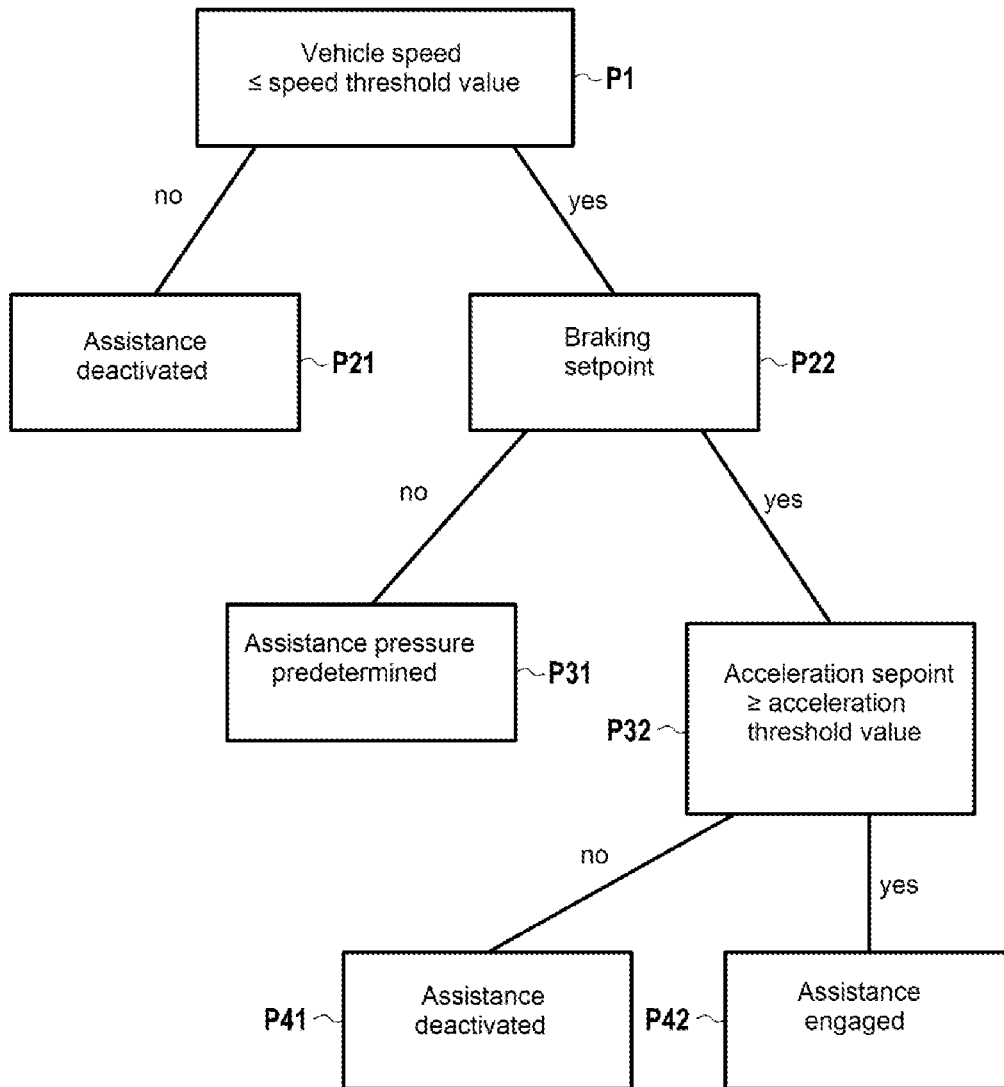 Vehicle speed
≤ speed threshold value
P1
no
yes
Assistance
deactivated
P21
Braking
setpoint
P22
no
yes
Assistance pressure
predetermined
P31
Acceleration sepoint
≥ acceleration
threshold value
P32
no
yes
P41
Assistance
deactivated
P42
Assistance
engaged